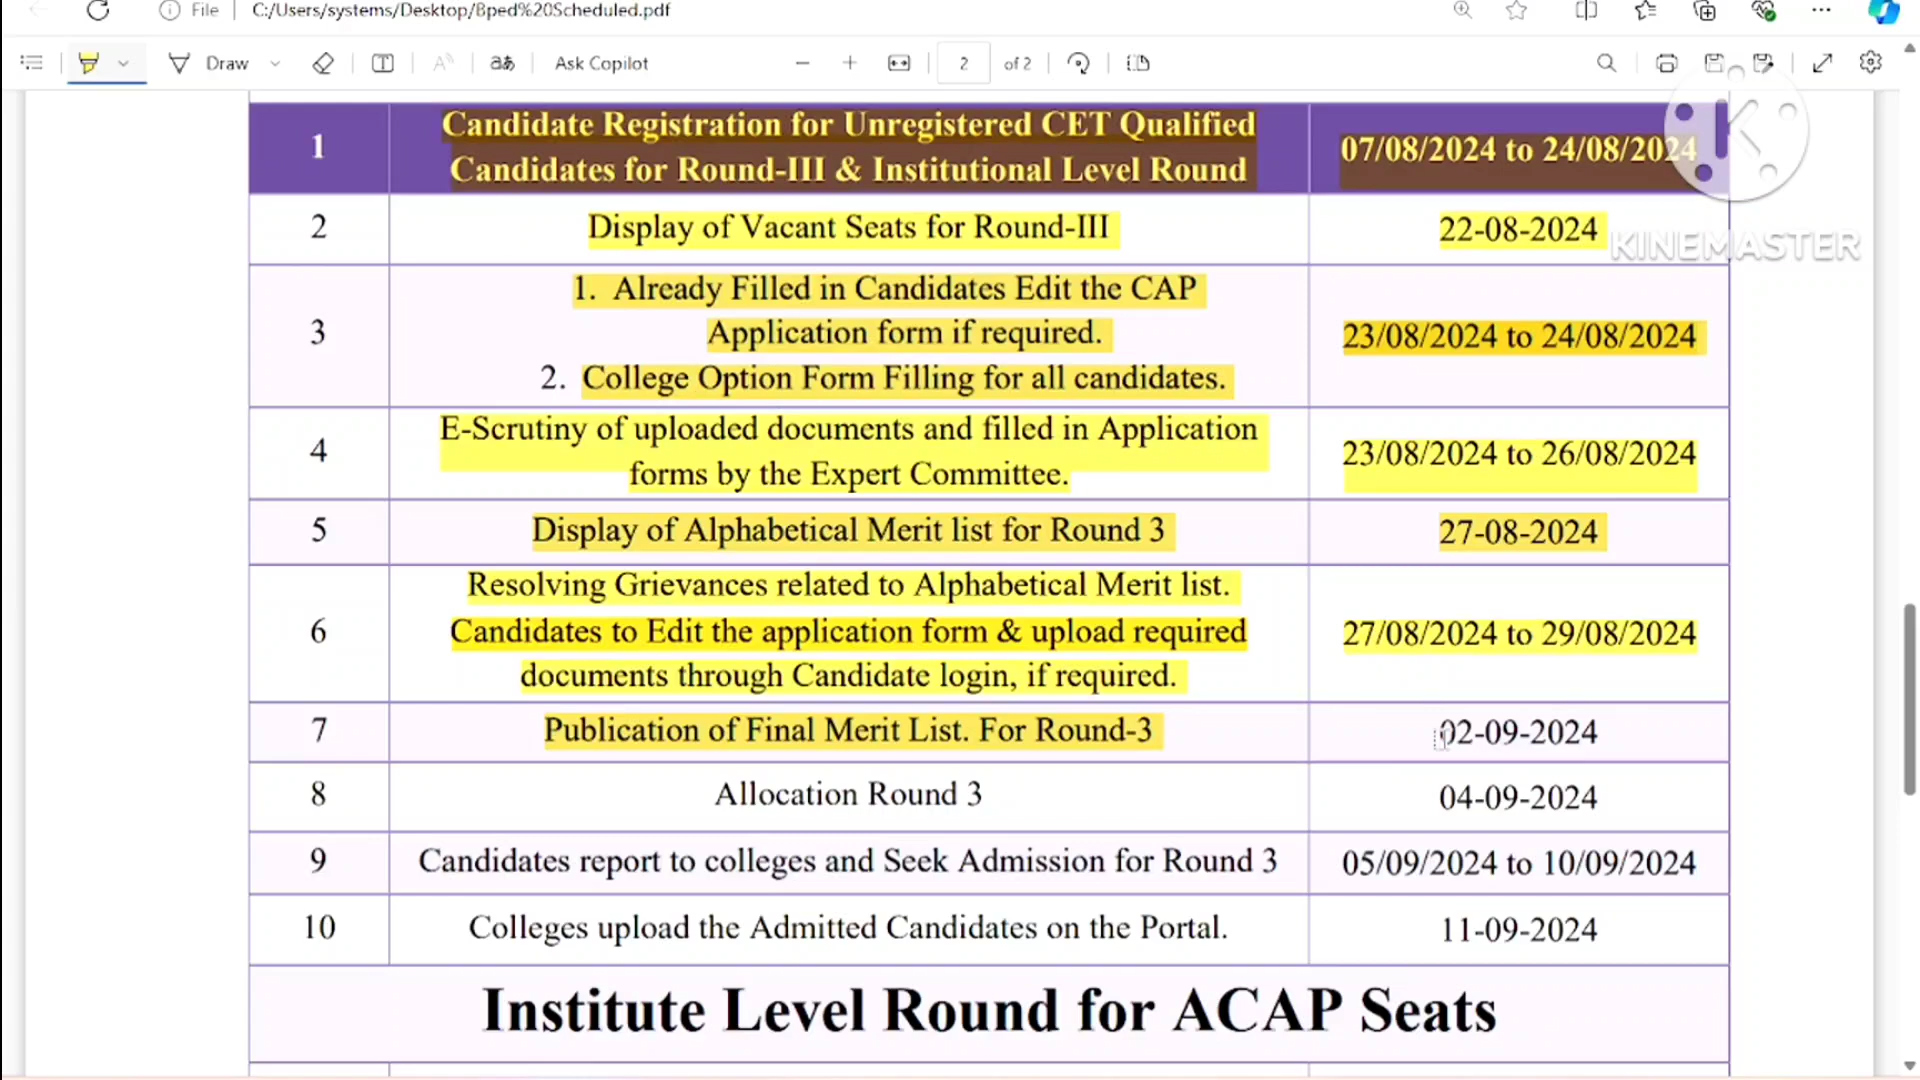 File C:/Users/systems/Desktop/Bped%20Scheduled.pdf
Draw aあ Ask Copilot 2 of 2
1 Candidate Registration for Unregistered CET Qualified
Candidates for Round-III & Institutional Level Round 07/08/2024 to 24/08/2024
2 Display of Vacant Seats for Round-III 22-08-2024
KINEMASTER
3 1. Already Filled in Candidates Edit the CAP
Application form if required. 23/08/2024 to 24/08/2024
2. College Option Form Filling for all candidates.
4 E-Scrutiny of uploaded documents and filled in Application
forms by the Expert Committee. 23/08/2024 to 26/08/2024
5 Display of Alphabetical Merit list for Round 3 27-08-2024
6 Resolving Grievances related to Alphabetical Merit list.
Candidates to Edit the application form & upload required 27/08/2024 to 29/08/2024
documents through Candidate login, if required.
7 Publication of Final Merit List. For Round-3 02-09-2024
8 Allocation Round 3 04-09-2024
9 Candidates report to colleges and Seek Admission for Round 3 05/09/2024 to 10/09/2024
10 Colleges upload the Admitted Candidates on the Portal. 11-09-2024
Institute Level Round for ACAP Seats